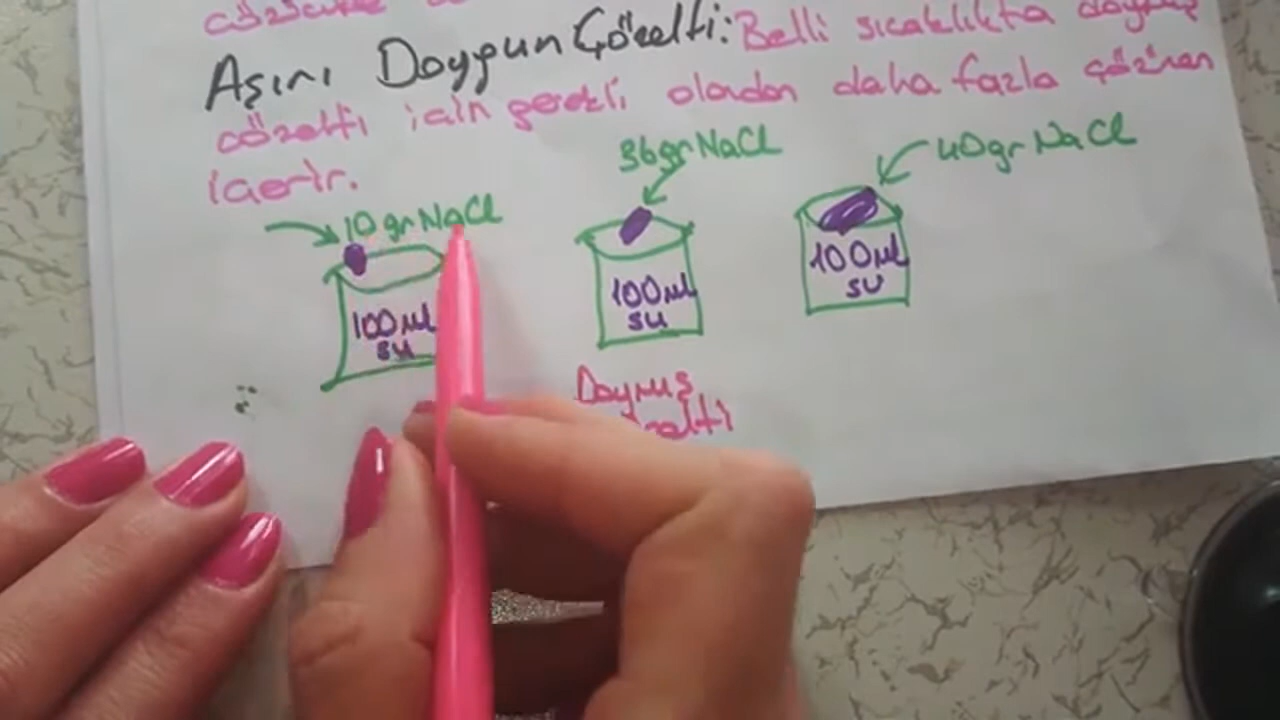 Aşırı Doygun Çözelti: Belli sıcaklıkta doymuş
çözelti için gerekli olandan daha fazla çözünen
içerir.
10gr NaCl
36gr NaCl
40gr NaCl
100ml
su
100ml
su
100ml
su
Doymuş